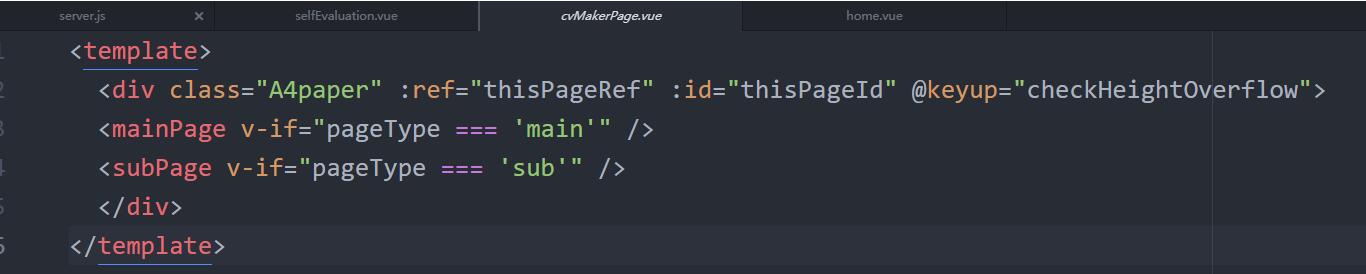 server.js × selfEvaluation.vue cvMakerPage.vue home.vue
1 <template>
2 <div class="A4paper" :ref="thisPageRef" :id="thisPageId" @keyup="checkHeightOverflow">
3 <mainPage v-if="pageType === 'main'" />
4 <subPage v-if="pageType === 'sub'" />
5 </div>
6 </template>